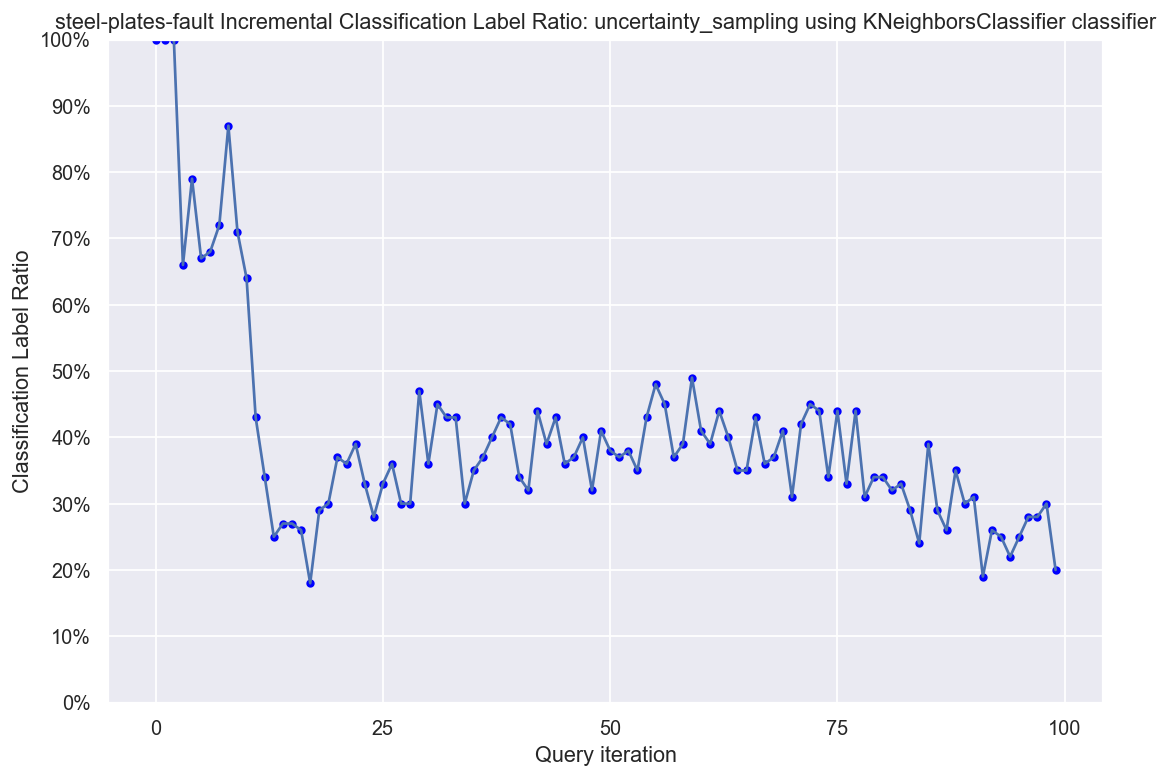 steel-plates-fault Incremental Classification Label Ratio: uncertainty_sampling using KNeighborsClassifier classifier
100%
90%
80%
70%
60%
50%
40%
30%
20%
10%
0%
Classification Label Ratio
0 25 50 75 100
Query iteration